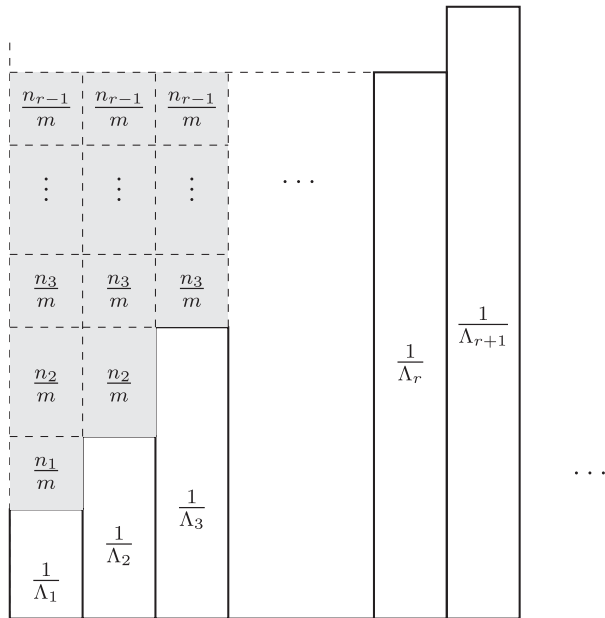 n_{r−1}/m n_{r−1}/m n_{r−1}/m
⋮ ⋮ ⋮ ⋯
n_3/m n_3/m n_3/m
1/Λ_{r+1}
1/Λ_r
n_2/m n_2/m
n_1/m ⋯
1/Λ_3
1/Λ_2
1/Λ_1